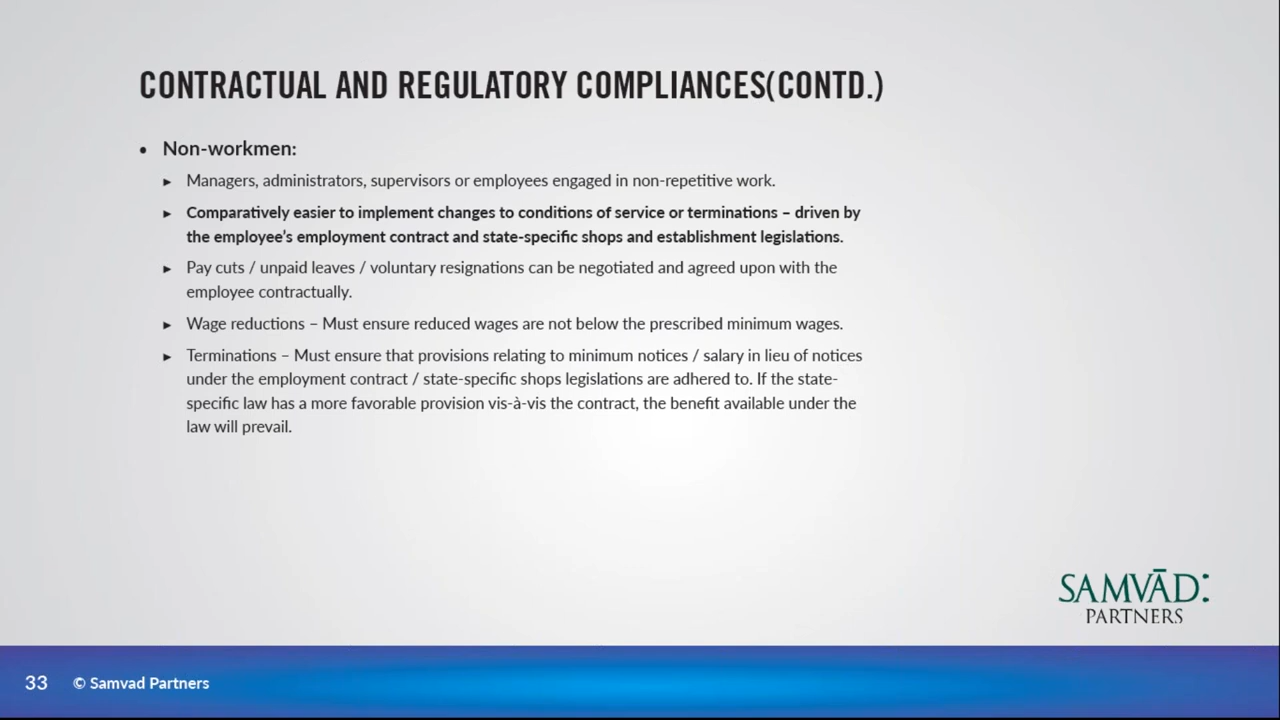 CONTRACTUAL AND REGULATORY COMPLIANCES(CONTD.)
• Non-workmen:
► Managers, administrators, supervisors or employees engaged in non-repetitive work.
► Comparatively easier to implement changes to conditions of service or terminations – driven by
the employee's employment contract and state-specific shops and establishment legislations.
► Pay cuts / unpaid leaves / voluntary resignations can be negotiated and agreed upon with the
employee contractually.
► Wage reductions – Must ensure reduced wages are not below the prescribed minimum wages.
► Terminations – Must ensure that provisions relating to minimum notices / salary in lieu of notices
under the employment contract / state-specific shops legislations are adhered to. If the state-
specific law has a more favorable provision vis-à-vis the contract, the benefit available under the
law will prevail.
SAMVĀD:
PARTNERS
33 © Samvad Partners